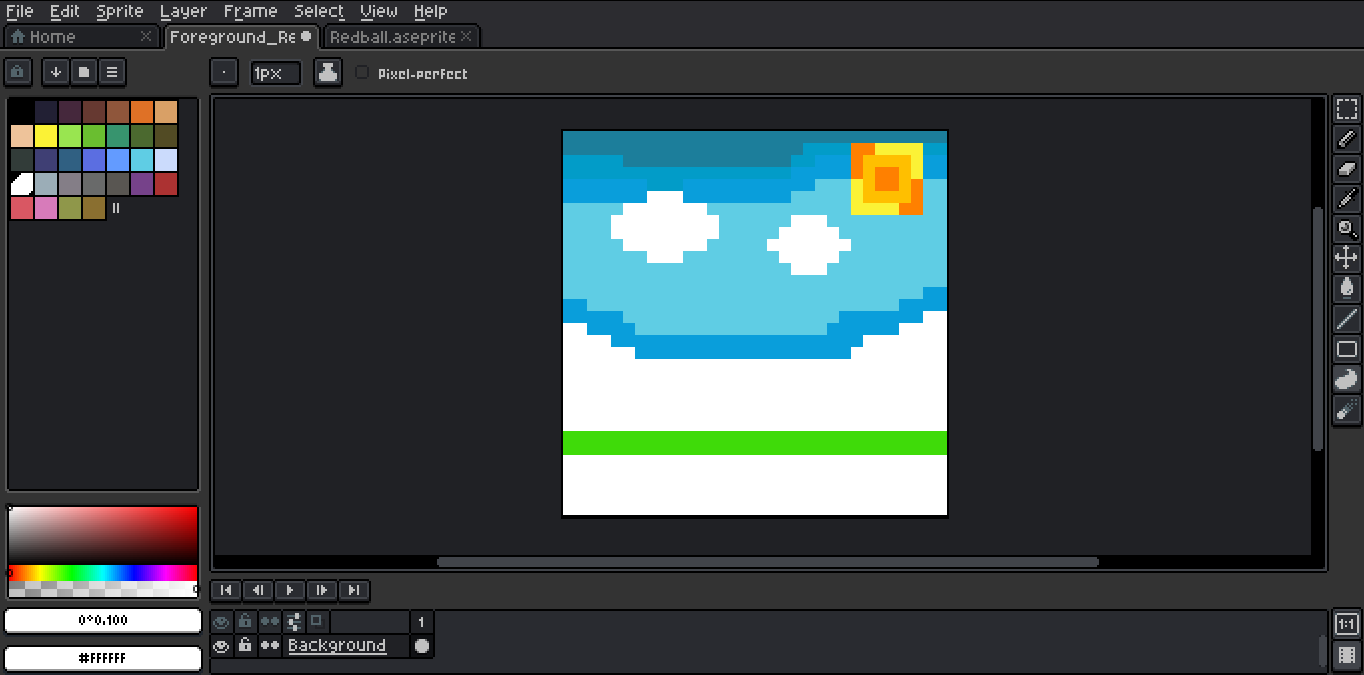 File Edit Sprite Layer Frame Select View Help
Home Foreground_Re Redball.aseprite
1px Pixel-perfect
0°0.100
#FFFFFF
1
Background
1:1